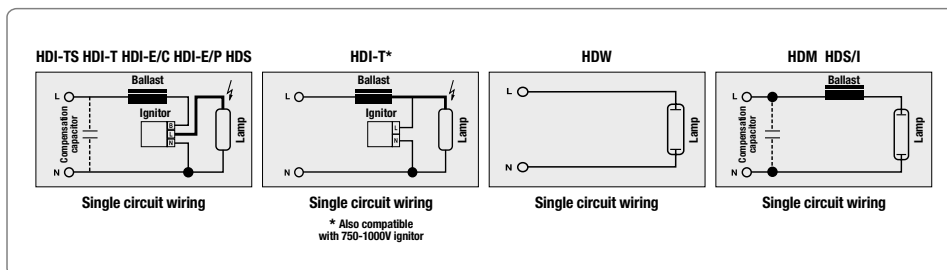 HDI-TS HDI-T HDI-E/C HDI-E/P HDS
Ballast
L
Ignitor
B
L
N
Compensation
capacitor
Lamp
N
Single circuit wiring
HDI-T*
Ballast
L
Ignitor
L
N
Lamp
N
Single circuit wiring
* Also compatible
with 750-1000V ignitor
HDW
L
Lamp
N
Single circuit wiring
HDM HDS/I
Ballast
L
Compensation
capacitor
Lamp
N
Single circuit wiring